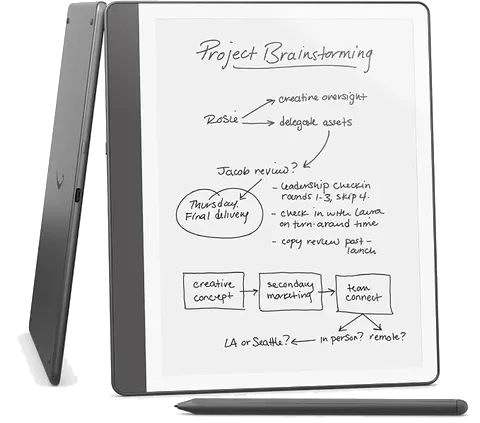 Project Brainstorming
Rosie
creative oversight
delegate assets
Jacob review?
Thursday
Final delivery
- leadership checkin
rounds 1-3, skip 4.
- check in with Laura
on turn-around time
- copy review post-
launch
creative
concept
secondary
marketing
team
connect
LA or Seattle?
in person?
remote?